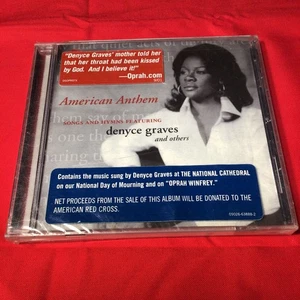 "Denyce Graves' mother told her
that her throat had been kissed
by God. And I believe it!"
—Oprah.com
American Anthem
SONGS AND HYMNS FEATURING
denyce graves
and others
Contains the music sung by Denyce Graves at THE NATIONAL CATHEDRAL
on our National Day of Mourning and on "OPRAH WINFREY."
NET PROCEEDS FROM THE SALE OF THIS ALBUM WILL BE DONATED TO THE
AMERICAN RED CROSS.